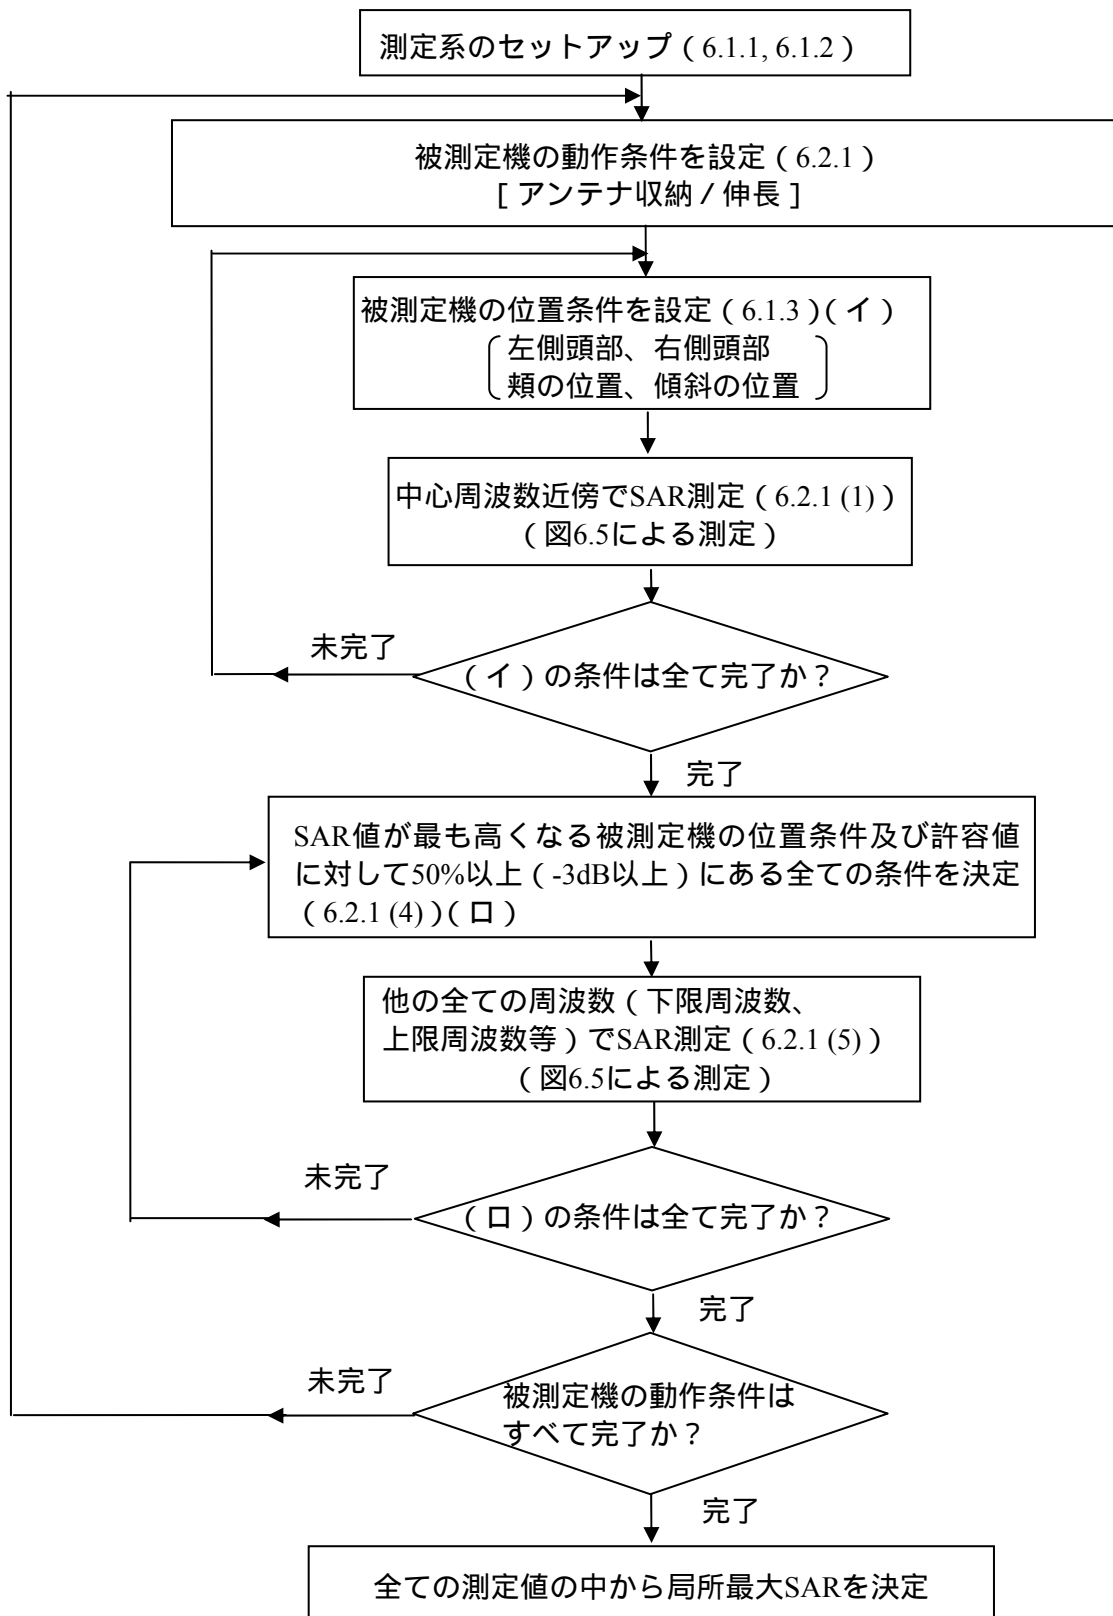 測定系のセットアップ（6.1.1, 6.1.2）
被測定機の動作条件を設定（6.2.1）
［アンテナ収納／伸長］
被測定機の位置条件を設定（6.1.3）（イ）
左側頭部、右側頭部
頬の位置、傾斜の位置
中心周波数近傍でSAR測定（6.2.1 (1)）
（図6.5による測定）
未完了
（イ）の条件は全て完了か？
完了
SAR値が最も高くなる被測定機の位置条件及び許容値
に対して50%以上（-3dB以上）にある全ての条件を決定
（6.2.1 (4)）（ロ）
他の全ての周波数（下限周波数、
上限周波数等）でSAR測定（6.2.1 (5)）
（図6.5による測定）
未完了
（ロ）の条件は全て完了か？
完了
未完了
被測定機の動作条件は
すべて完了か？
完了
全ての測定値の中から局所最大SARを決定